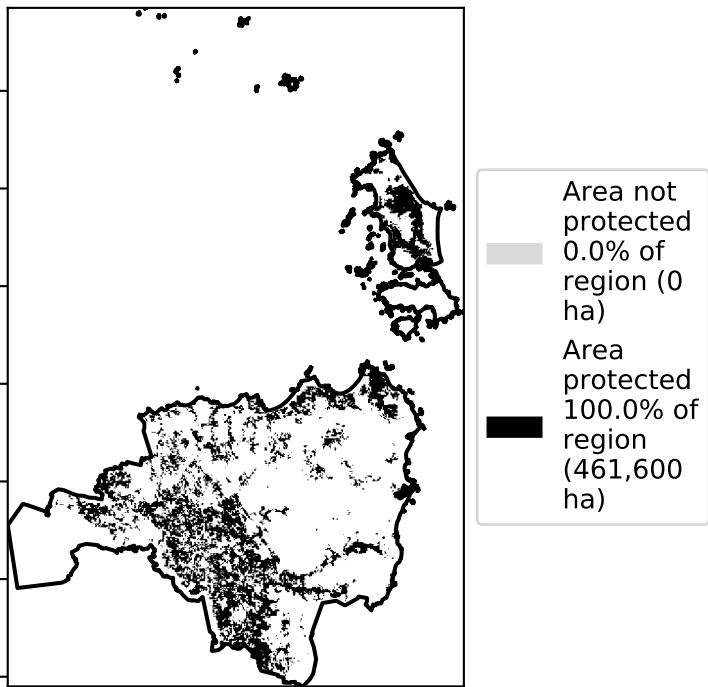 Area not
protected
0.0% of
region (0
ha)
Area
protected
100.0% of
region
(461,600
ha)